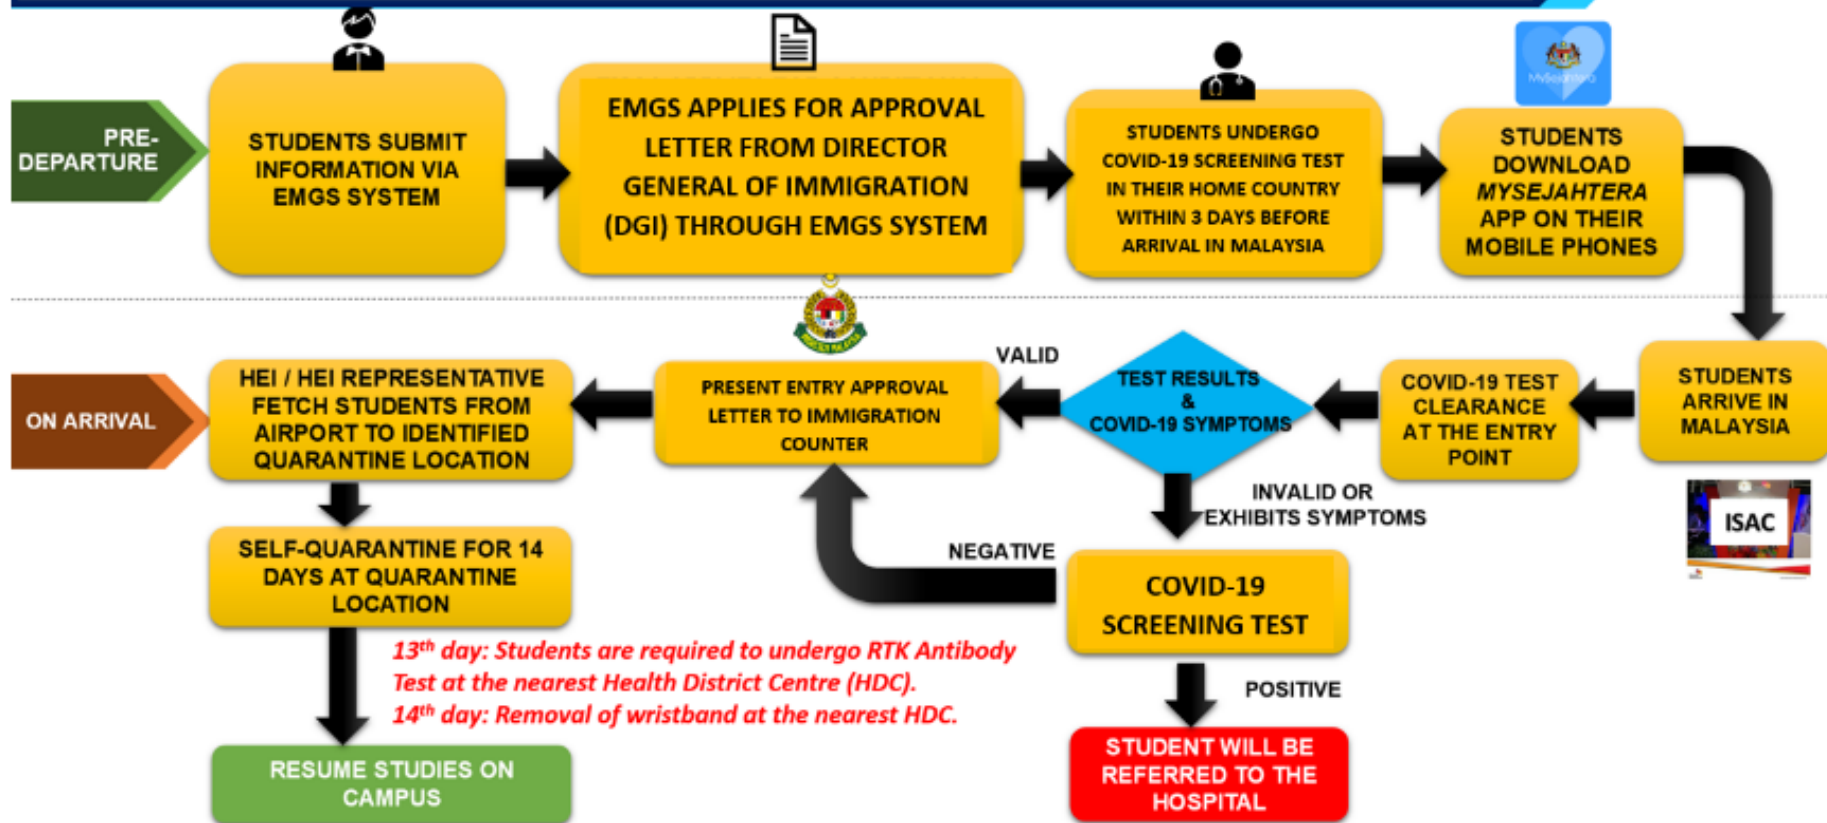 PRE-
DEPARTURE
STUDENTS SUBMIT
INFORMATION VIA
EMGS SYSTEM
EMGS APPLIES FOR APPROVAL
LETTER FROM DIRECTOR
GENERAL OF IMMIGRATION
(DGI) THROUGH EMGS SYSTEM
STUDENTS UNDERGO
COVID-19 SCREENING TEST
IN THEIR HOME COUNTRY
WITHIN 3 DAYS BEFORE
ARRIVAL IN MALAYSIA
MySejahtera
STUDENTS
DOWNLOAD
MYSEJAHTERA
APP ON THEIR
MOBILE PHONES
ON ARRIVAL
STUDENTS
ARRIVE IN
MALAYSIA
ISAC
COVID-19 TEST
CLEARANCE
AT THE ENTRY
POINT
TEST RESULTS
&
COVID-19 SYMPTOMS
VALID
INVALID OR
EXHIBITS SYMPTOMS
PRESENT ENTRY APPROVAL
LETTER TO IMMIGRATION
COUNTER
HEI / HEI REPRESENTATIVE
FETCH STUDENTS FROM
AIRPORT TO IDENTIFIED
QUARANTINE LOCATION
NEGATIVE
COVID-19
SCREENING TEST
POSITIVE
STUDENT WILL BE
REFERRED TO THE
HOSPITAL
SELF-QUARANTINE FOR 14
DAYS AT QUARANTINE
LOCATION
13th day: Students are required to undergo RTK Antibody
Test at the nearest Health District Centre (HDC).
14th day: Removal of wristband at the nearest HDC.
RESUME STUDIES ON
CAMPUS